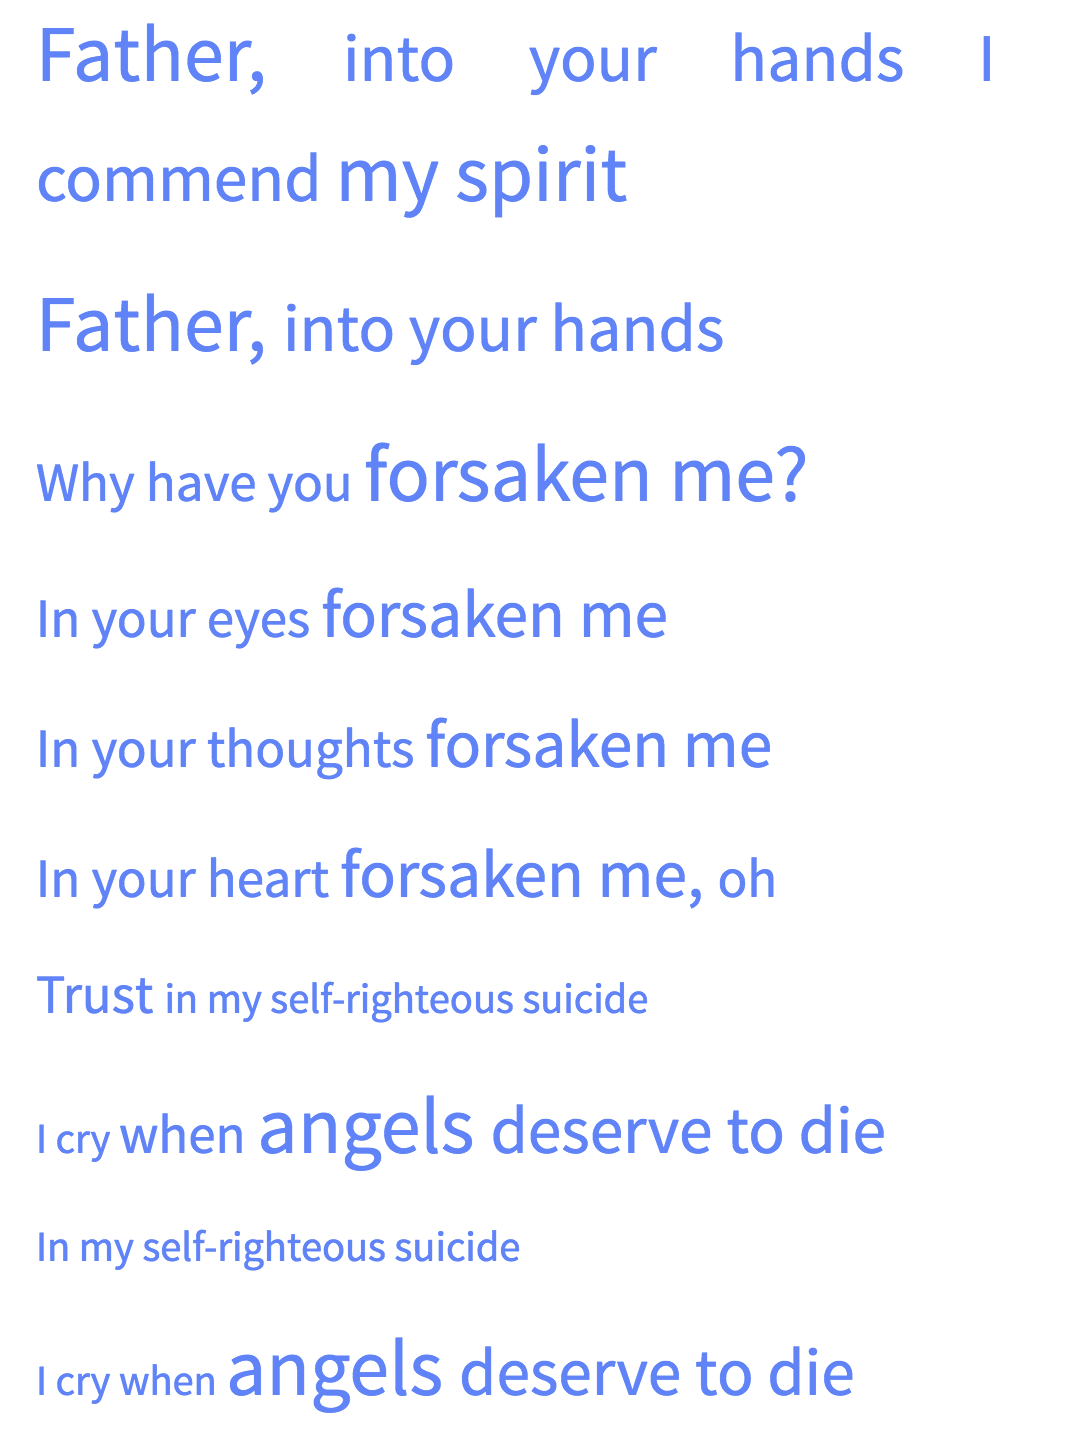 Father, into your hands I
commend my spirit
Father, into your hands
Why have you forsaken me?
In your eyes forsaken me
In your thoughts forsaken me
In your heart forsaken me, oh
Trust in my self-righteous suicide
I cry when angels deserve to die
In my self-righteous suicide
I cry when angels deserve to die